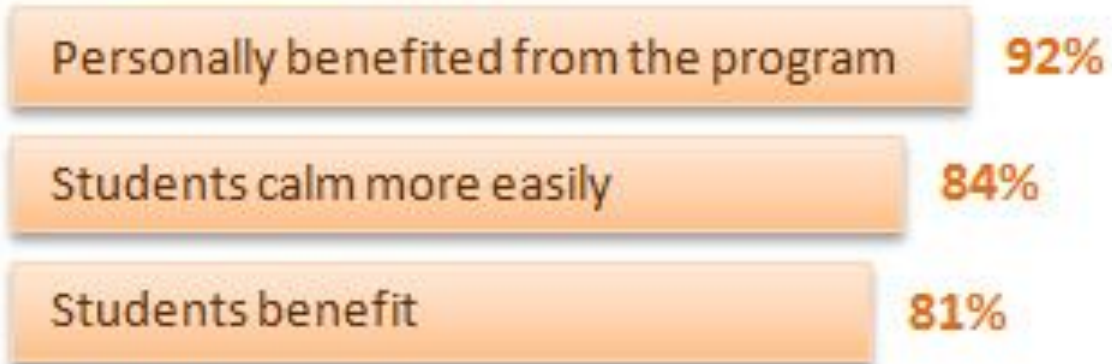 Personally benefited from the program 92%
Students calm more easily 84%
Students benefit 81%